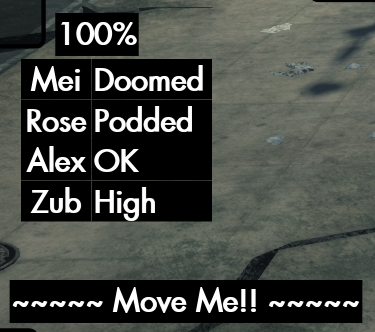 100%
Mei Doomed
Rose Podded
Alex OK
Zub High
~~~~~ Move Me!! ~~~~~